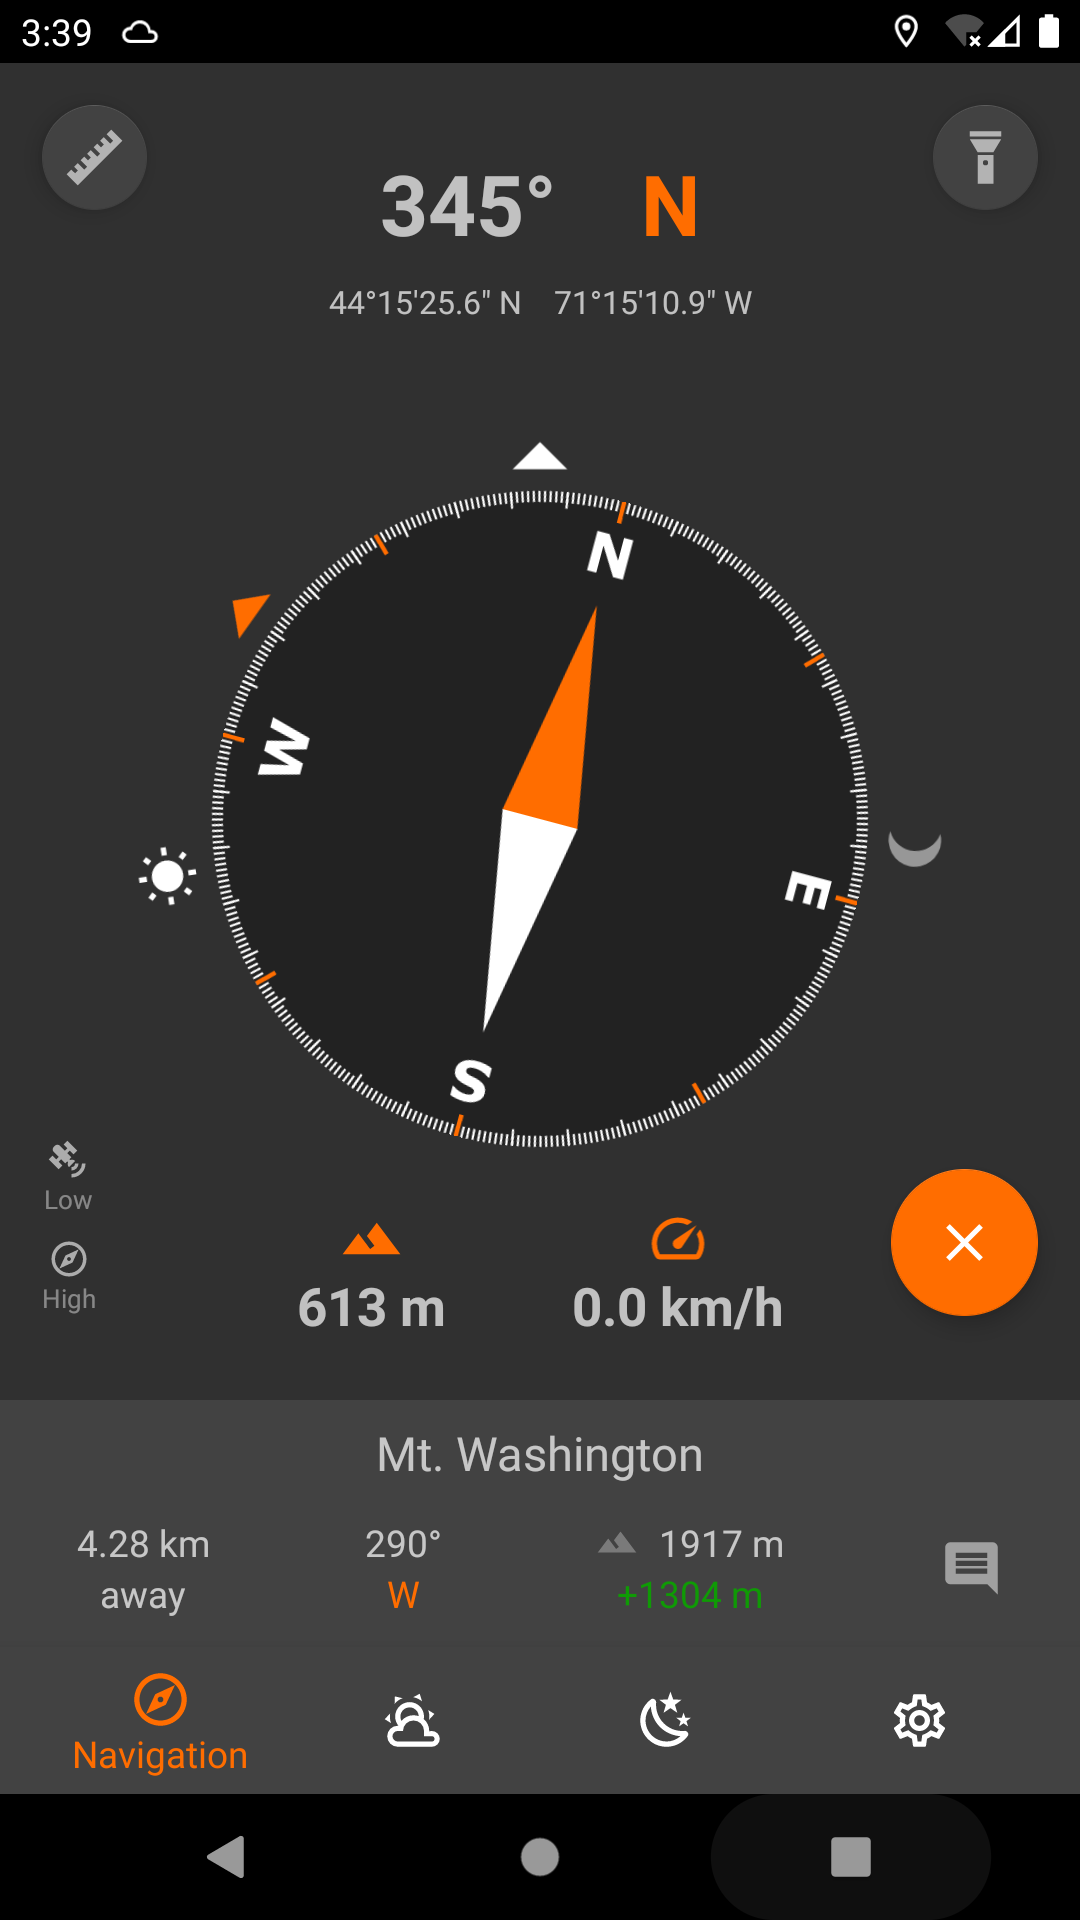 3:39
345° N
44°15'25.6" N 71°15'10.9" W
N
W
E
S
Low
High
613 m
0.0 km/h
Mt. Washington
4.28 km
away
290°
W
1917 m
+1304 m
Navigation